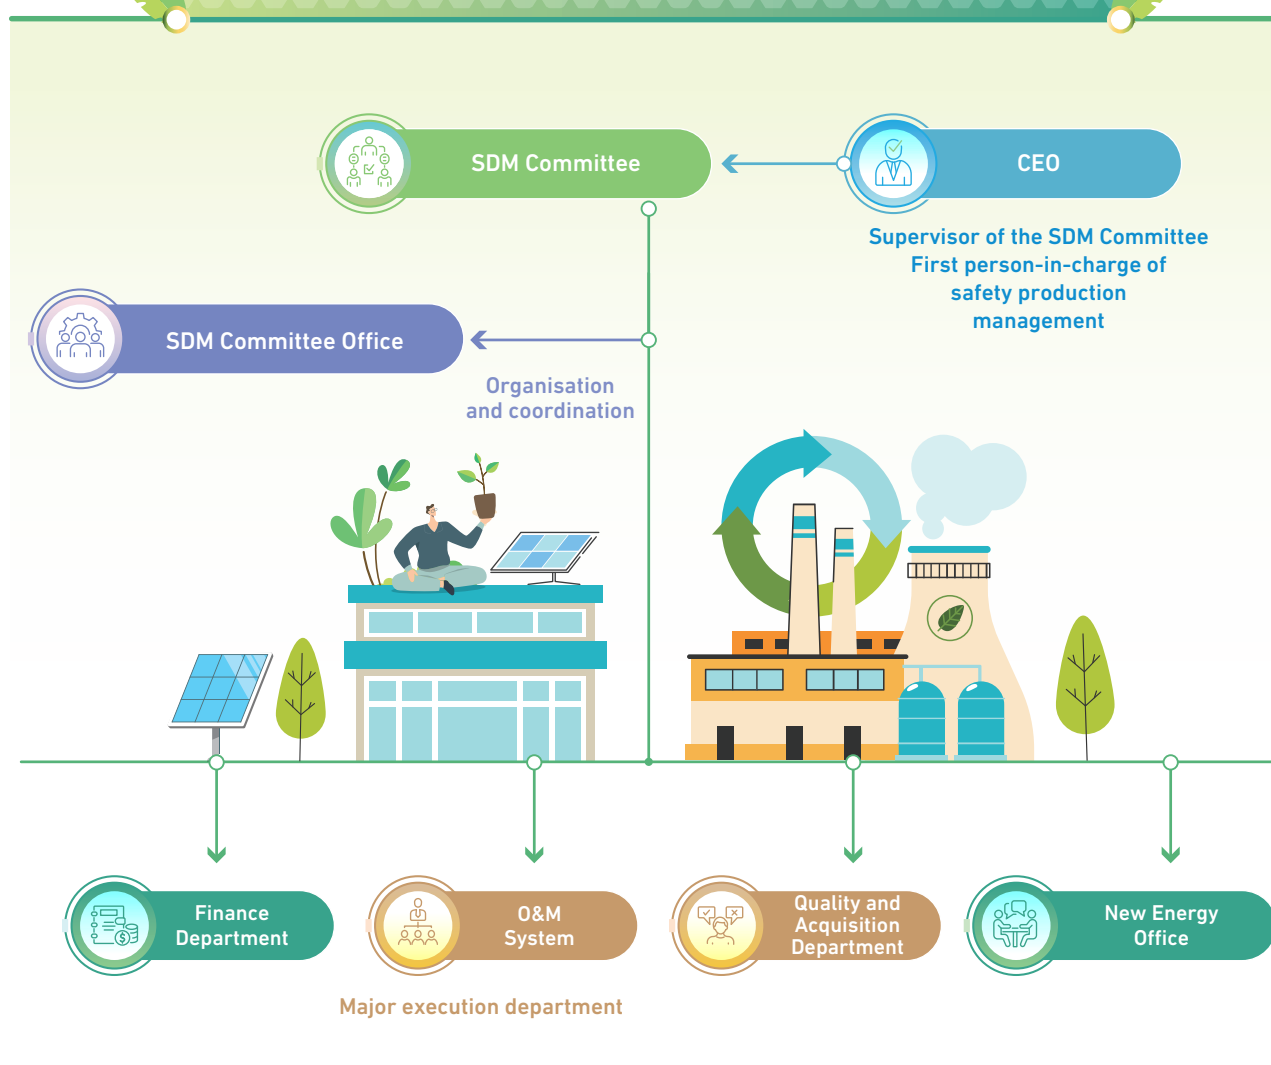 SDM Committee
CEO
Supervisor of the SDM Committee
First person-in-charge of
safety production
management
SDM Committee Office
Organisation
and coordination
Finance
Department
O&M
System
Quality and
Acquisition
Department
New Energy
Office
Major execution department